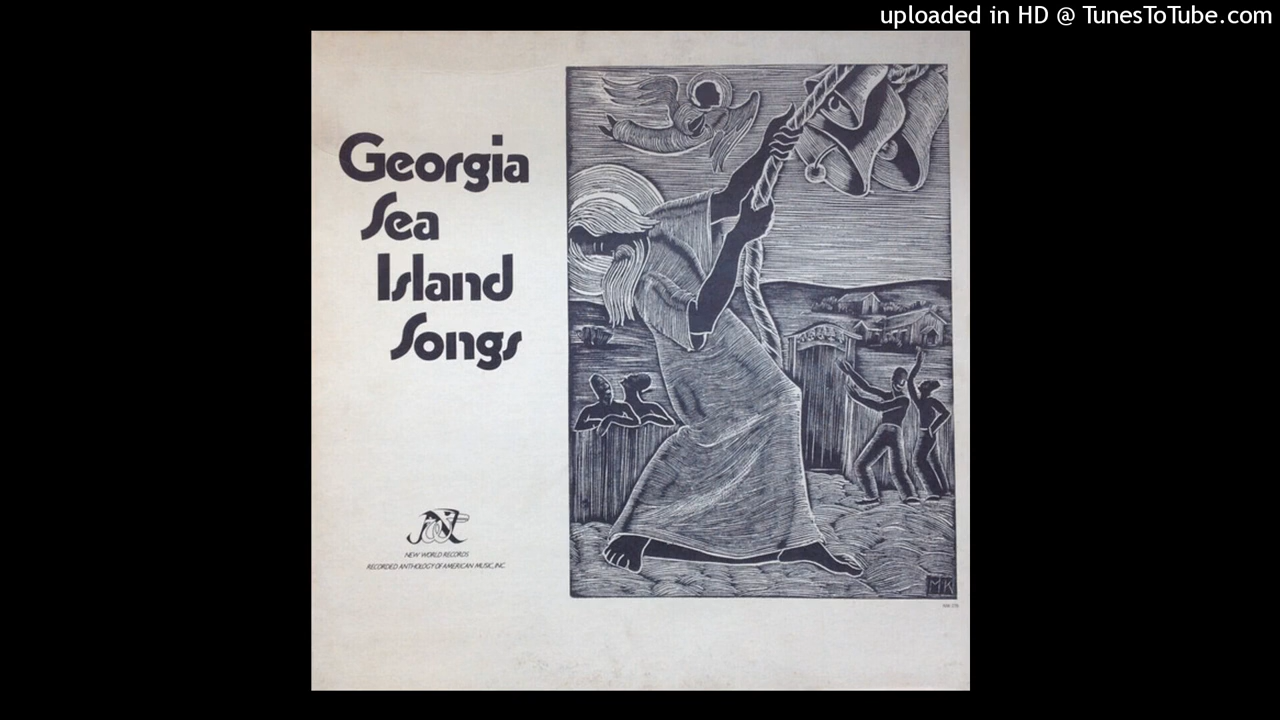 uploaded in HD @ TunesToTube.com
Georgia
Sea
Island
Songs
NEW WORLD RECORDS
RECORDED ANTHOLOGY OF AMERICAN MUSIC, INC.
MK